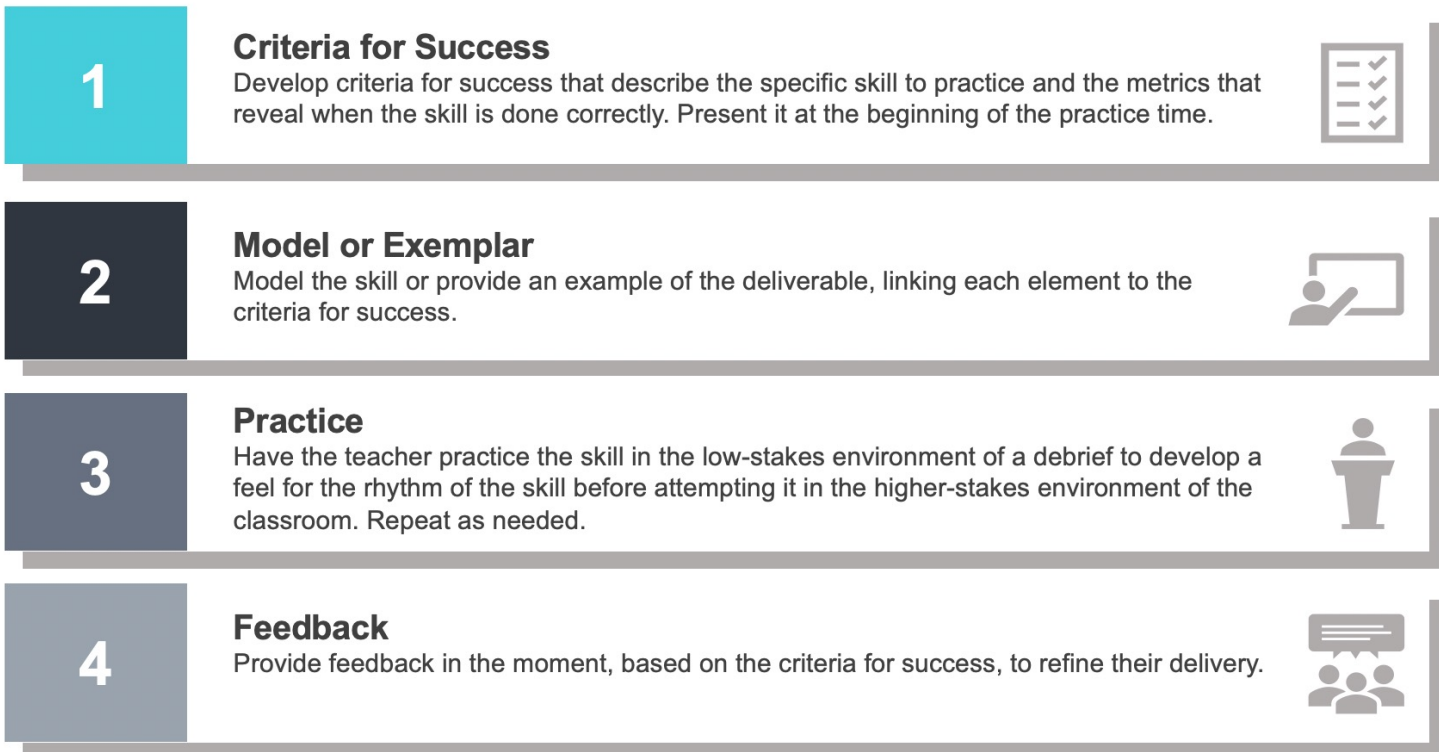 1
Criteria for Success
Develop criteria for success that describe the specific skill to practice and the metrics that
reveal when the skill is done correctly. Present it at the beginning of the practice time.
2
Model or Exemplar
Model the skill or provide an example of the deliverable, linking each element to the
criteria for success.
3
Practice
Have the teacher practice the skill in the low-stakes environment of a debrief to develop a
feel for the rhythm of the skill before attempting it in the higher-stakes environment of the
classroom. Repeat as needed.
4
Feedback
Provide feedback in the moment, based on the criteria for success, to refine their delivery.